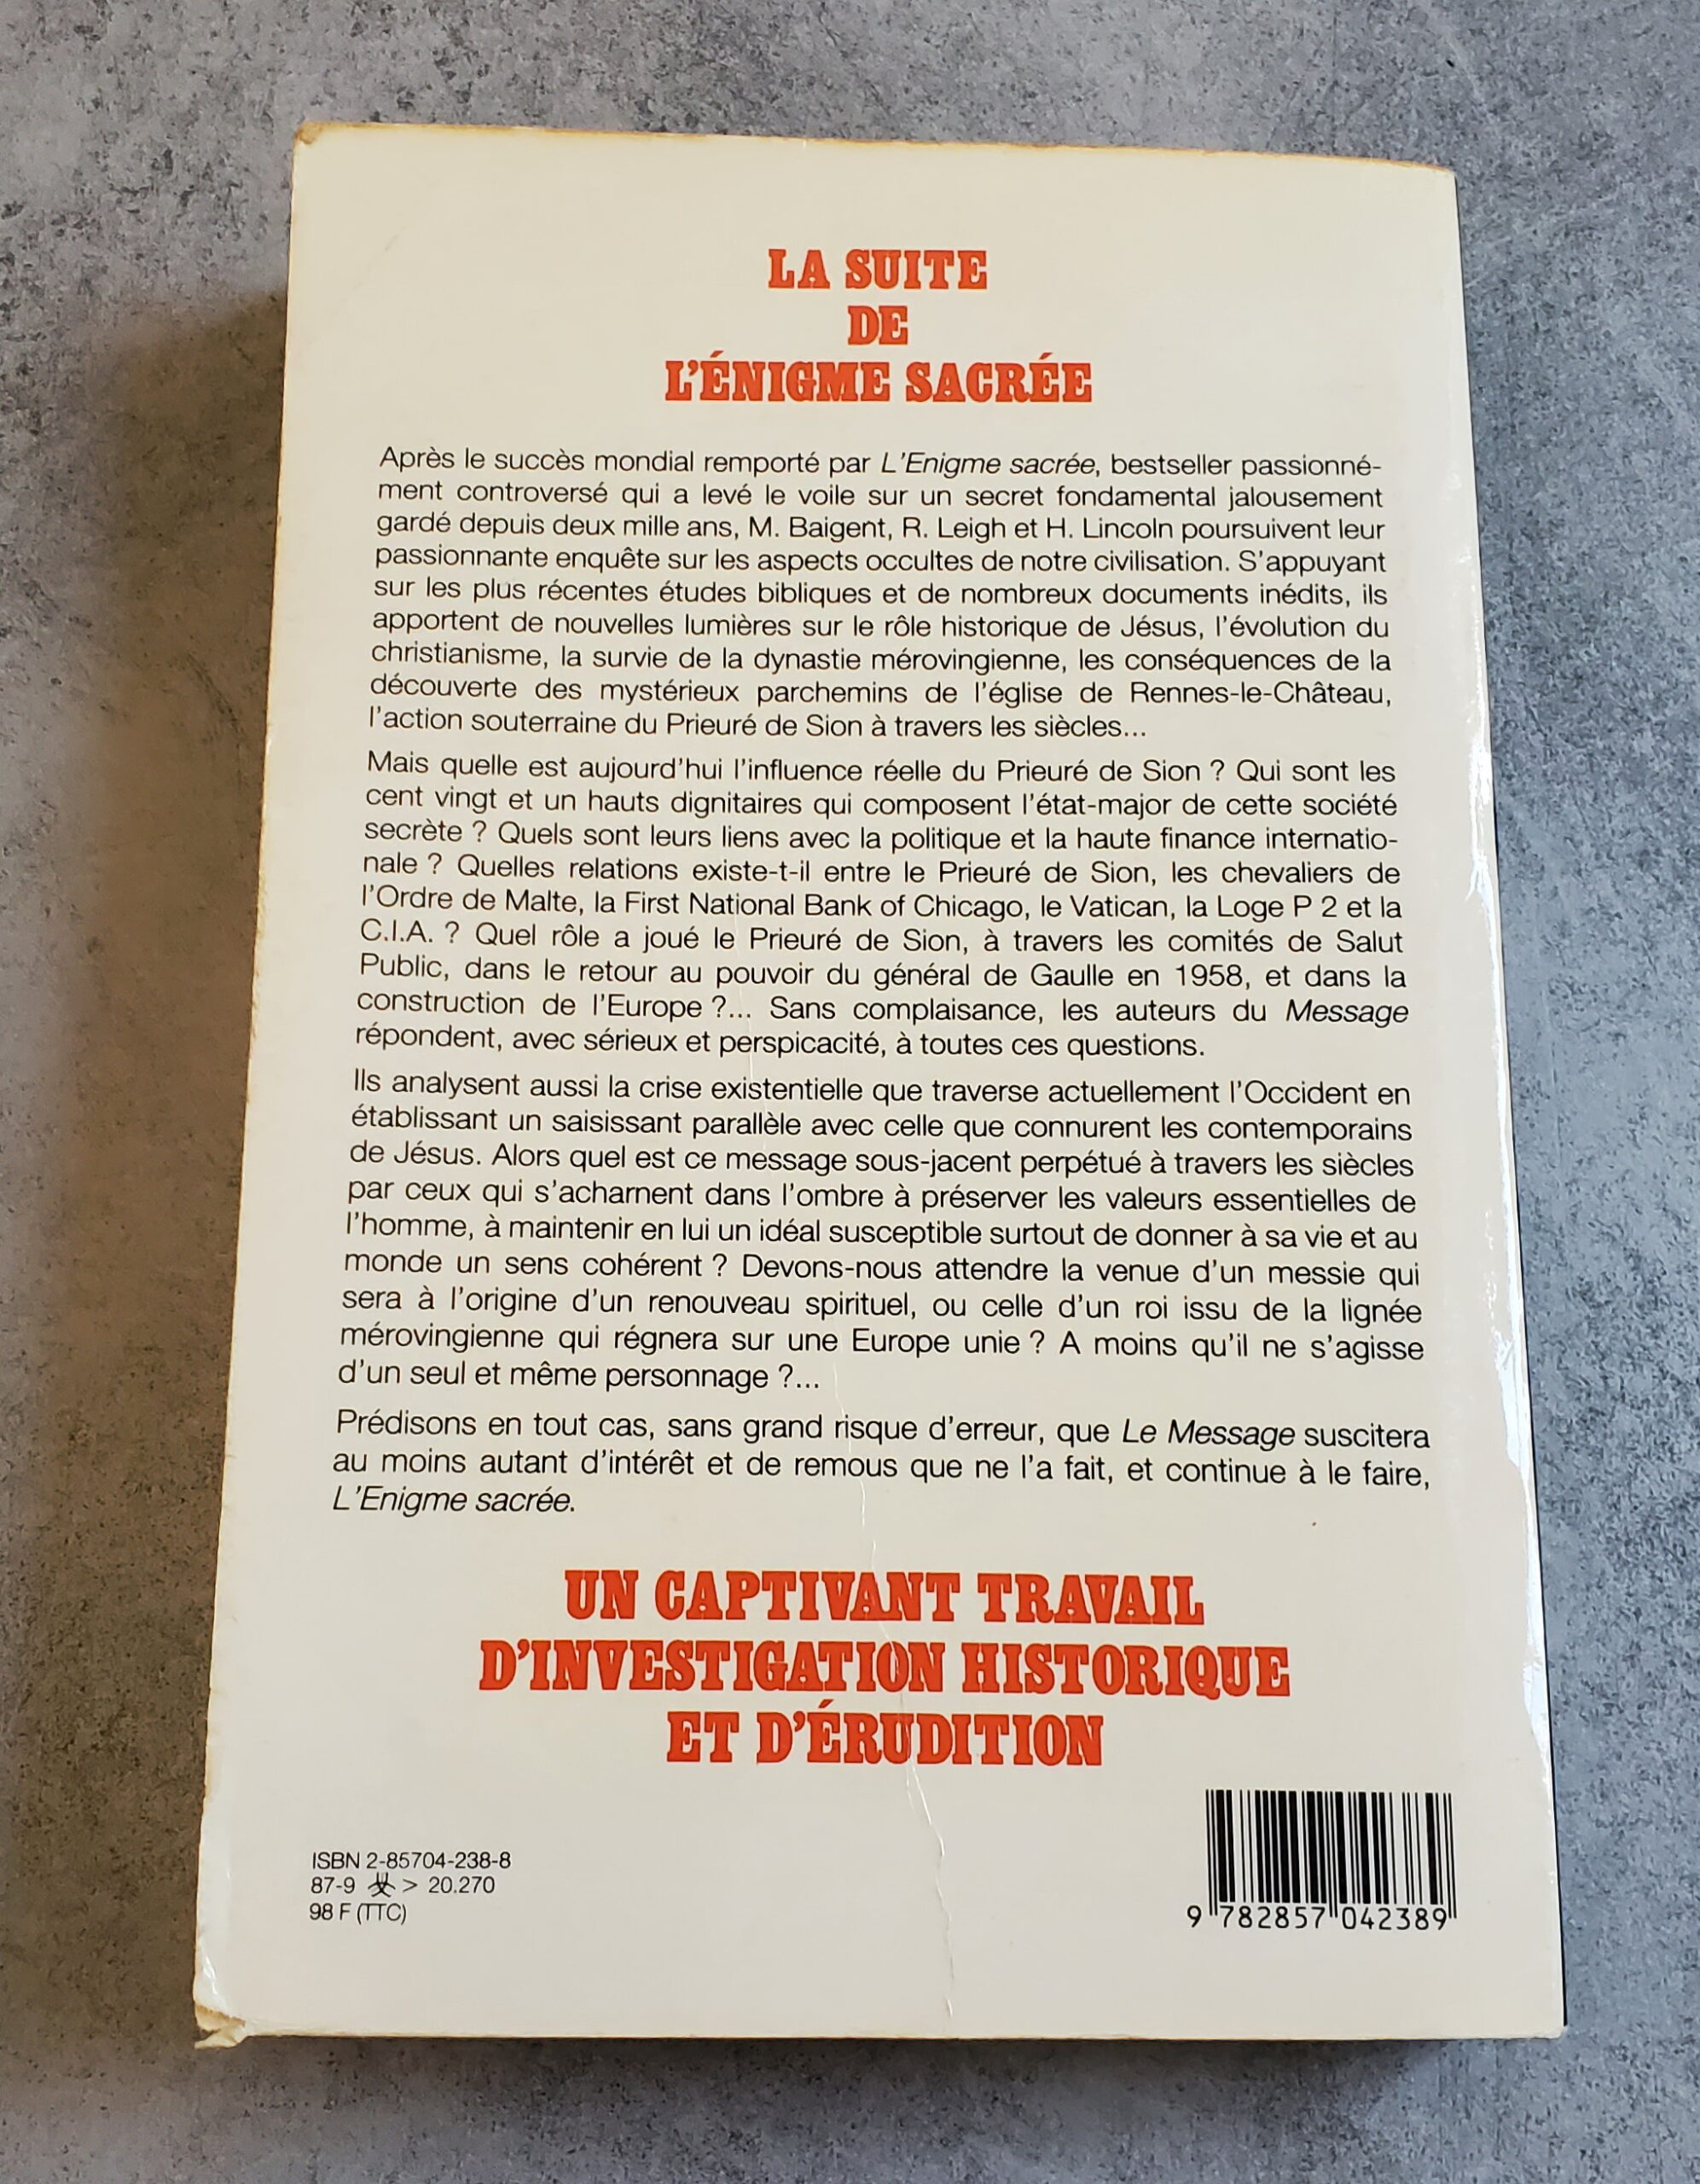 LA SUITE
DE
L'ÉNIGME SACRÉE
Après le succès mondial remporté par L'Enigme sacrée, bestseller passionné-
ment controversé qui a levé le voile sur un secret fondamental jalousement
gardé depuis deux mille ans, M. Baigent, R. Leigh et H. Lincoln poursuivent leur
passionnante enquête sur les aspects occultes de notre civilisation. S'appuyant
sur les plus récentes études bibliques et de nombreux documents inédits, ils
apportent de nouvelles lumières sur le rôle historique de Jésus, l'évolution du
christianisme, la survie de la dynastie mérovingienne, les conséquences de la
découverte des mystérieux parchemins de l'église de Rennes-le-Château,
l'action souterraine du Prieuré de Sion à travers les siècles...
Mais quelle est aujourd'hui l'influence réelle du Prieuré de Sion ? Qui sont les
cent vingt et un hauts dignitaires qui composent l'état-major de cette société
secrète ? Quels sont leurs liens avec la politique et la haute finance internatio-
nale ? Quelles relations existe-t-il entre le Prieuré de Sion, les chevaliers de
l'Ordre de Malte, la First National Bank of Chicago, le Vatican, la Loge P 2 et la
C.I.A. ? Quel rôle a joué le Prieuré de Sion, à travers les comités de Salut
Public, dans le retour au pouvoir du général de Gaulle en 1958, et dans la
construction de l'Europe ?... Sans complaisance, les auteurs du Message
répondent, avec sérieux et perspicacité, à toutes ces questions.
Ils analysent aussi la crise existentielle que traverse actuellement l'Occident en
établissant un saisissant parallèle avec celle que connurent les contemporains
de Jésus. Alors quel est ce message sous-jacent perpétué à travers les siècles
par ceux qui s'acharnent dans l'ombre à préserver les valeurs essentielles de
l'homme, à maintenir en lui un idéal susceptible surtout de donner à sa vie et au
monde un sens cohérent ? Devons-nous attendre la venue d'un messie qui
sera à l'origine d'un renouveau spirituel, ou celle d'un roi issu de la lignée
mérovingienne qui régnera sur une Europe unie ? A moins qu'il ne s'agisse
d'un seul et même personnage ?...
Prédisons en tout cas, sans grand risque d'erreur, que Le Message suscitera
au moins autant d'intérêt et de remous que ne l'a fait, et continue à le faire,
L'Enigme sacrée.
UN CAPTIVANT TRAVAIL
D'INVESTIGATION HISTORIQUE
ET D'ÉRUDITION
ISBN 2-85704-238-8
87-9 > 20.270
98 F (TTC)
9 782857 042389